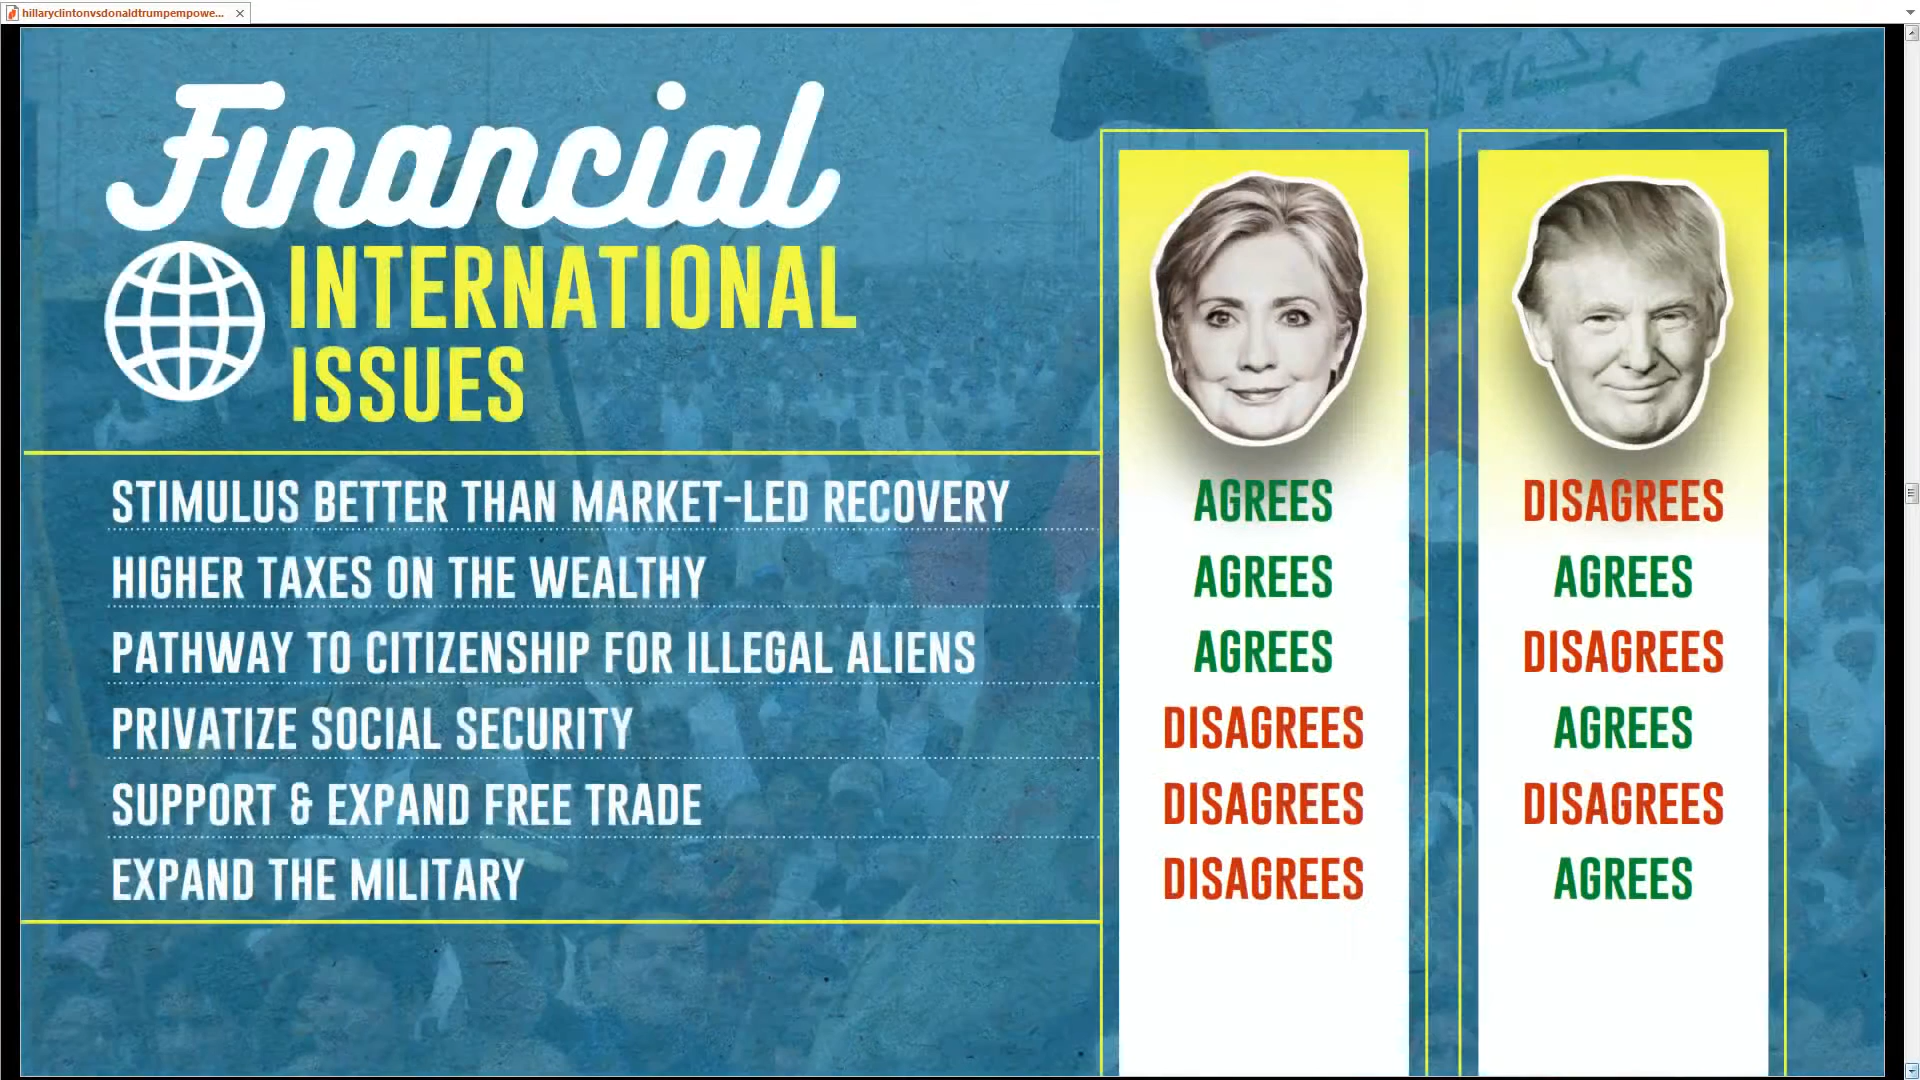 hillaryclintonvsdonaldtrumpempowe...
Financial
INTERNATIONAL
ISSUES
STIMULUS BETTER THAN MARKET-LED RECOVERY AGREES DISAGREES
HIGHER TAXES ON THE WEALTHY AGREES AGREES
PATHWAY TO CITIZENSHIP FOR ILLEGAL ALIENS AGREES DISAGREES
PRIVATIZE SOCIAL SECURITY DISAGREES AGREES
SUPPORT & EXPAND FREE TRADE DISAGREES DISAGREES
EXPAND THE MILITARY DISAGREES AGREES